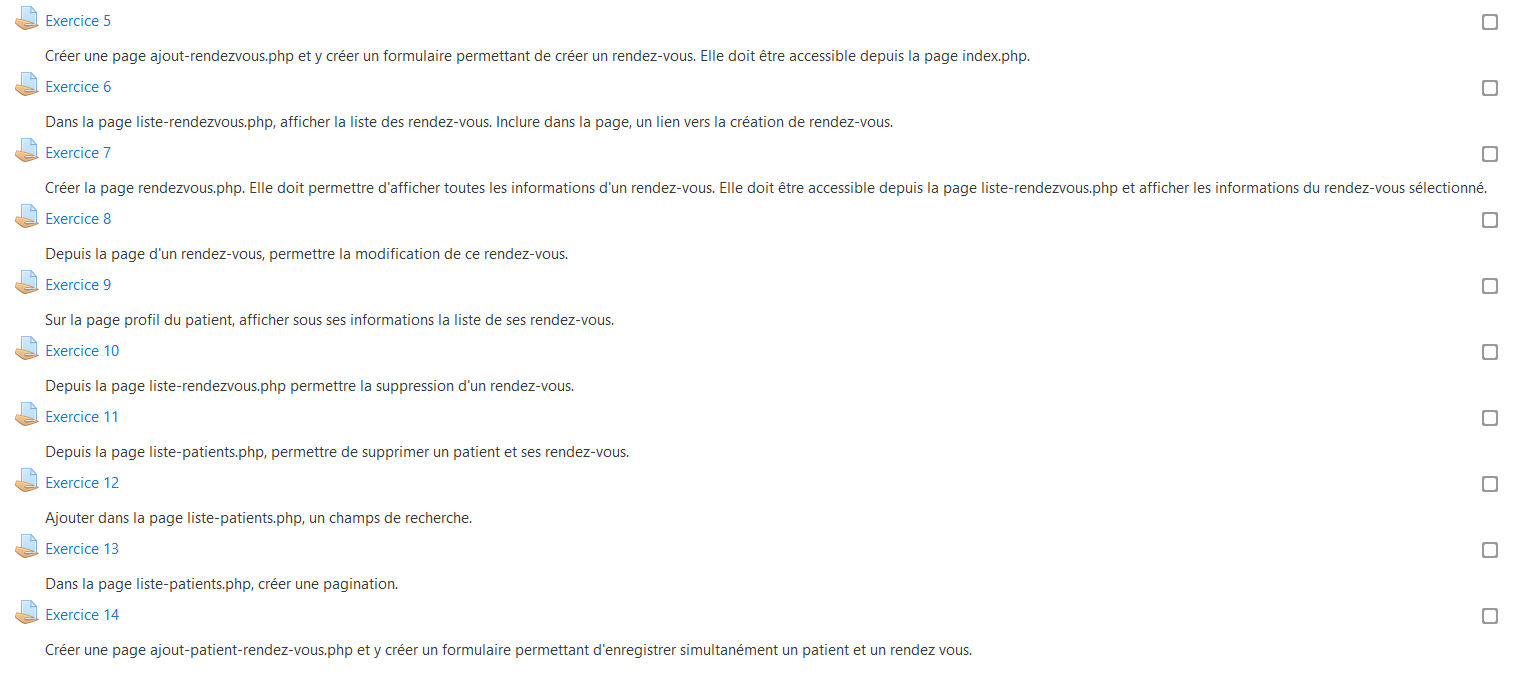 Exercice 5
Créer une page ajout-rendezvous.php et y créer un formulaire permettant de créer un rendez-vous. Elle doit être accessible depuis la page index.php.
Exercice 6
Dans la page liste-rendezvous.php, afficher la liste des rendez-vous. Inclure dans la page, un lien vers la création de rendez-vous.
Exercice 7
Créer la page rendezvous.php. Elle doit permettre d'afficher toutes les informations d'un rendez-vous. Elle doit être accessible depuis la page liste-rendezvous.php et afficher les informations du rendez-vous sélectionné.
Exercice 8
Depuis la page d'un rendez-vous, permettre la modification de ce rendez-vous.
Exercice 9
Sur la page profil du patient, afficher sous ses informations la liste de ses rendez-vous.
Exercice 10
Depuis la page liste-rendezvous.php permettre la suppression d'un rendez-vous.
Exercice 11
Depuis la page liste-patients.php, permettre de supprimer un patient et ses rendez-vous.
Exercice 12
Ajouter dans la page liste-patients.php, un champs de recherche.
Exercice 13
Dans la page liste-patients.php, créer une pagination.
Exercice 14
Créer une page ajout-patient-rendez-vous.php et y créer un formulaire permettant d'enregistrer simultanément un patient et un rendez vous.